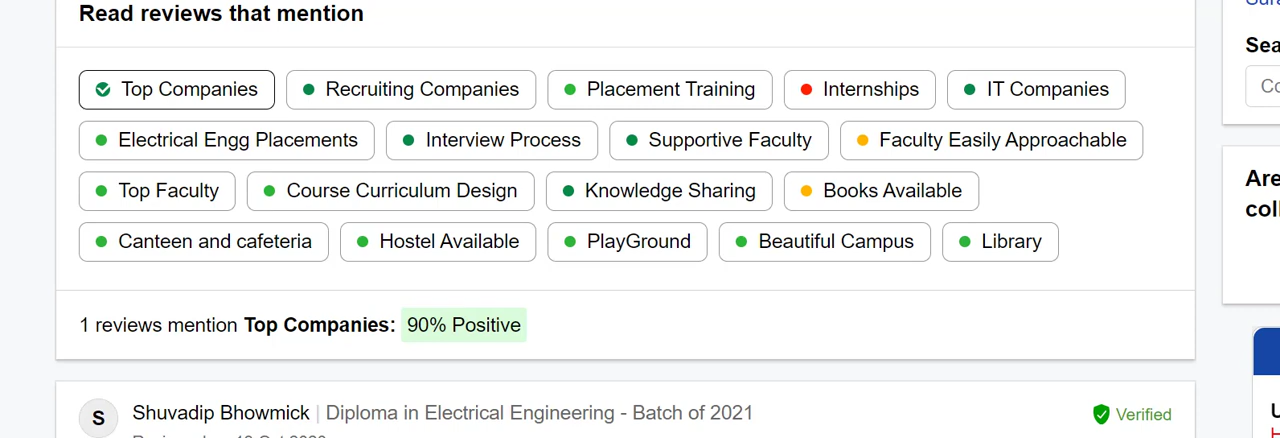 Read reviews that mention
Sea
Top Companies Recruiting Companies Placement Training Internships IT Companies
Co
Electrical Engg Placements Interview Process Supportive Faculty Faculty Easily Approachable
Top Faculty Course Curriculum Design Knowledge Sharing Books Available
Are
coll
Canteen and cafeteria Hostel Available PlayGround Beautiful Campus Library
1 reviews mention Top Companies: 90% Positive
S Shuvadip Bhowmick | Diploma in Electrical Engineering - Batch of 2021 Verified
U